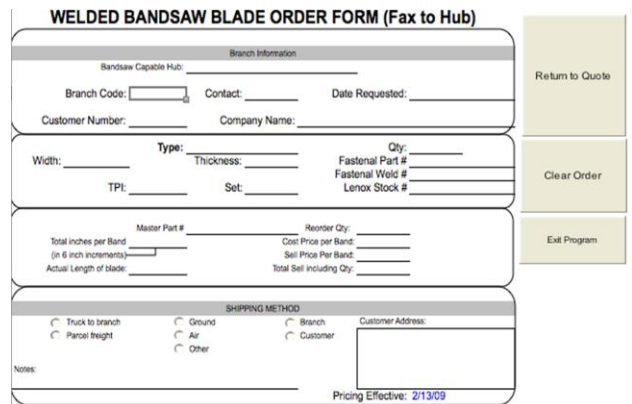 WELDED BANDSAW BLADE ORDER FORM (Fax to Hub)
Branch Information
Bandsaw Capable Hub:
Branch Code: Contact: Date Requested:
Customer Number: Company Name:
Type: Qty:
Width: Thickness: Fastenal Part #
Fastenal Weld #
TPI: Set: Lenox Stock #
Master Part # Reorder Qty:
Total inches per Band Cost Price per Band:
(in 6 inch increments) Sell Price Per Band:
Actual Length of blade: Total Sell including Qty:
SHIPPING METHOD
Truck to branch Ground Branch Customer Address:
Parcel freight Air Customer
Other
Notes:
Pricing Effective: 2/13/09
Return to Quote
Clear Order
Exit Program